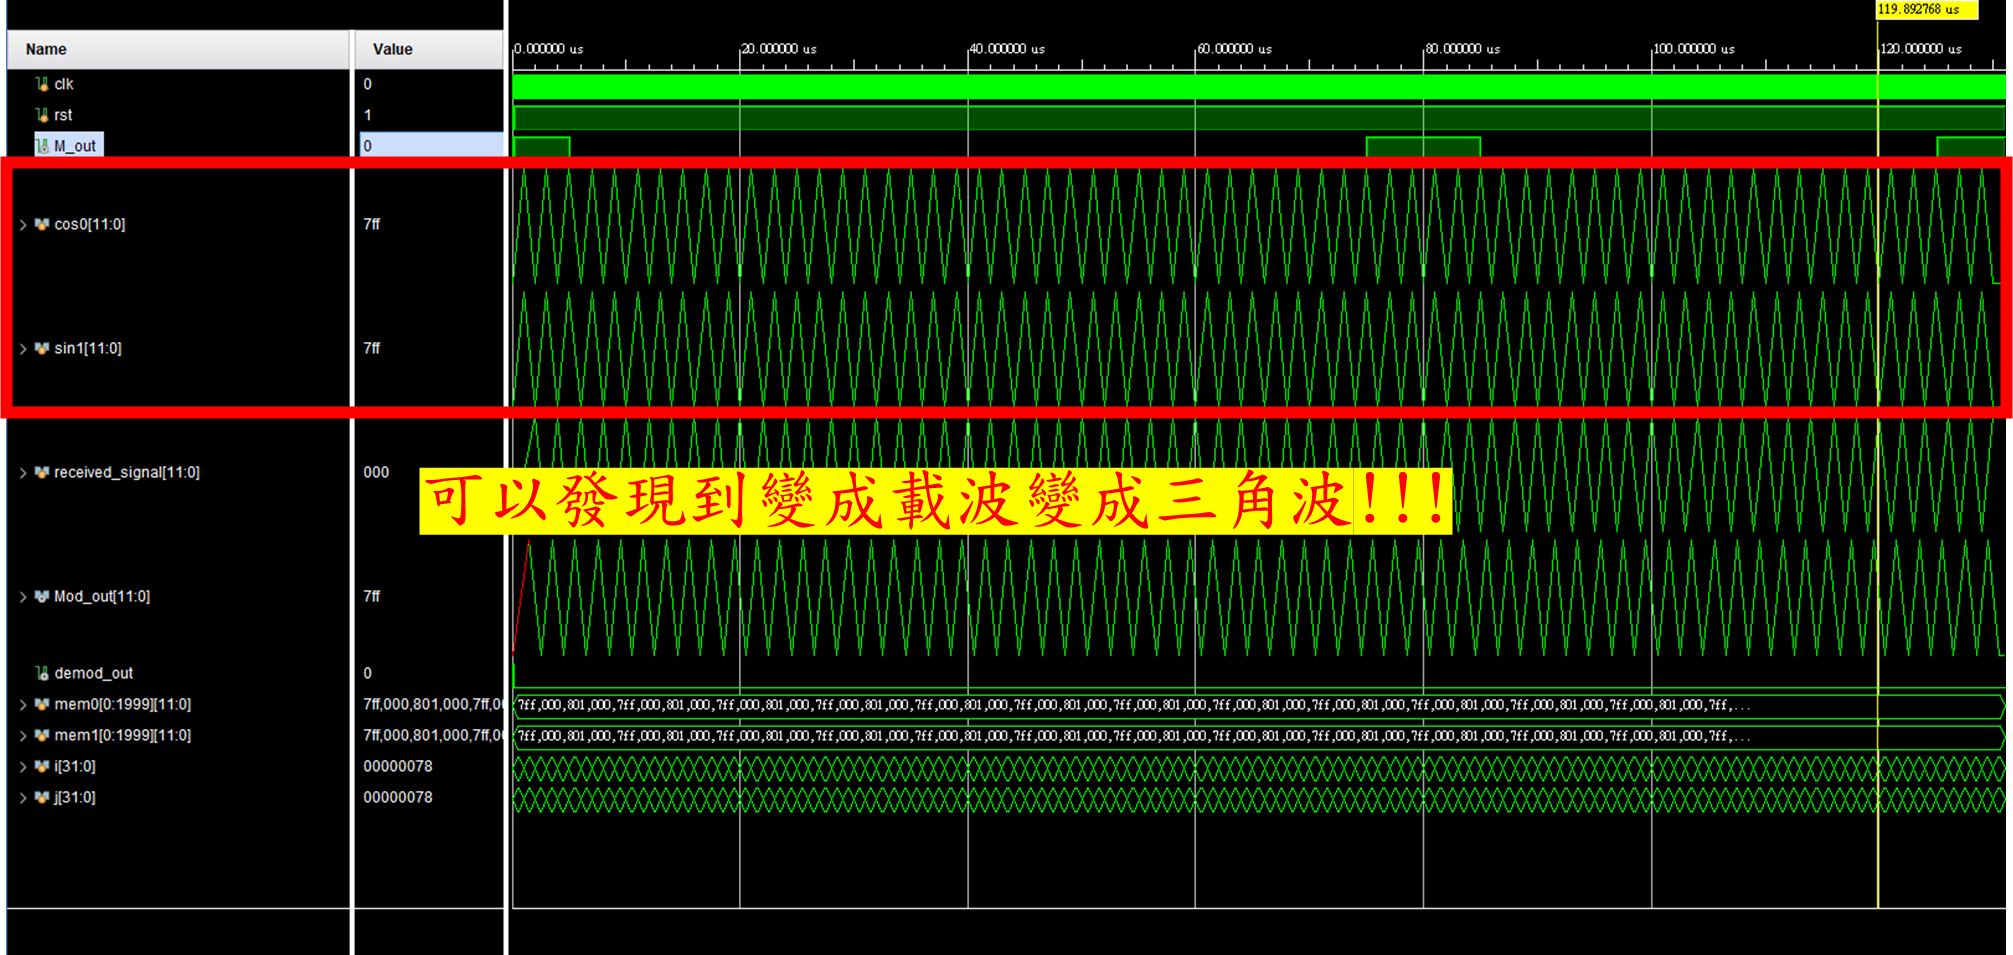 119.892768 us
Name Value
0.000000 us 20.000000 us 40.000000 us 60.000000 us 80.000000 us 100.000000 us 120.000000 us
clk 0
rst 1
M_out 0
cos0[11:0] 7ff
sin1[11:0] 7ff
received_signal[11:0] 000
可以發現到變成載波變成三角波!!!
Mod_out[11:0] 7ff
demod_out 0
mem0[0:1999][11:0] 7ff,000,801,000,7ff,0 7ff,000,801,000,7ff,000,801,000,7ff,000,801,000,7ff,000,801,000,7ff,000,801,000,7ff,000,801,000,7ff,000,801,000,7ff,000,801,000,7ff,000,801,000,7ff,000,801,000,7ff,000,801,000,7ff,...
mem1[0:1999][11:0] 7ff,000,801,000,7ff,0 7ff,000,801,000,7ff,000,801,000,7ff,000,801,000,7ff,000,801,000,7ff,000,801,000,7ff,000,801,000,7ff,000,801,000,7ff,000,801,000,7ff,000,801,000,7ff,000,801,000,7ff,000,801,000,7ff,...
i[31:0] 00000078
j[31:0] 00000078